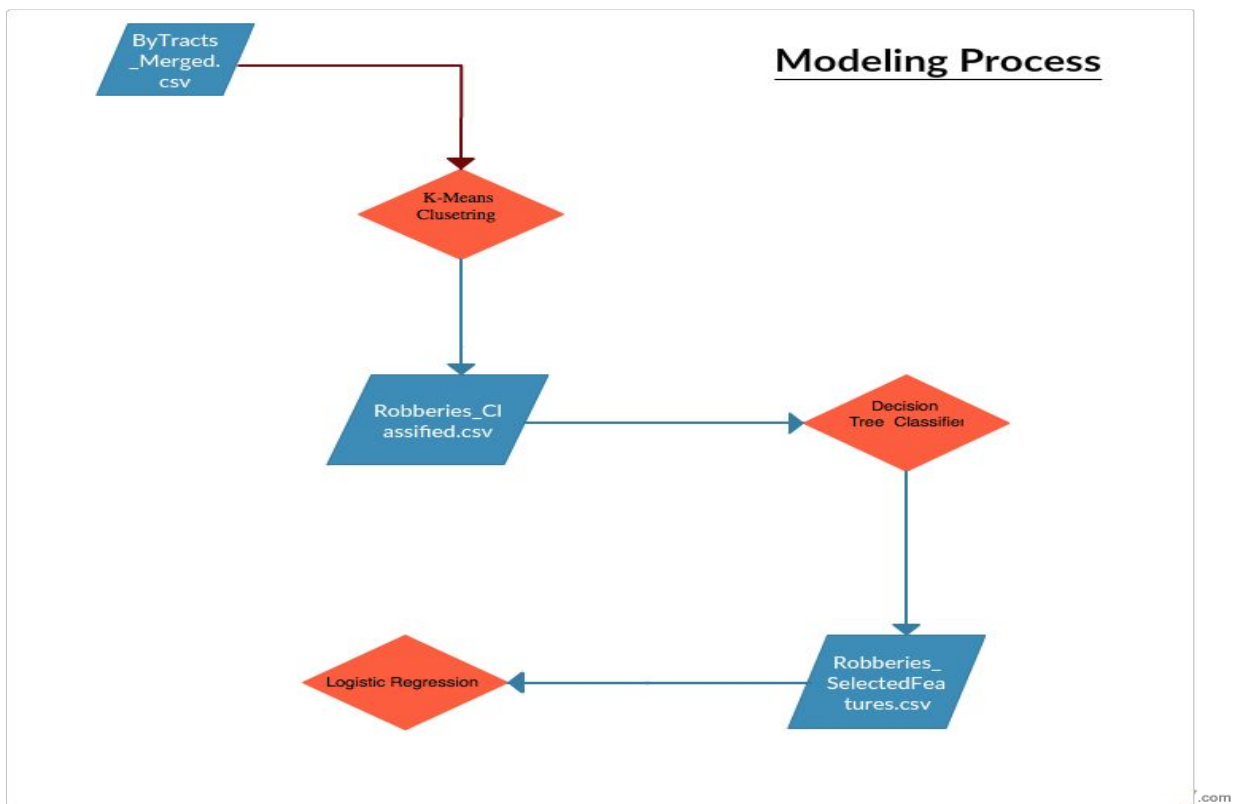 ByTracts
_Merged.
csv
Modeling Process
K-Means
Clusetring
Robberies_Cl
assified.csv
Decision
Tree Classifier
Robberies_
SelectedFea
tures.csv
Logistic Regression
.com